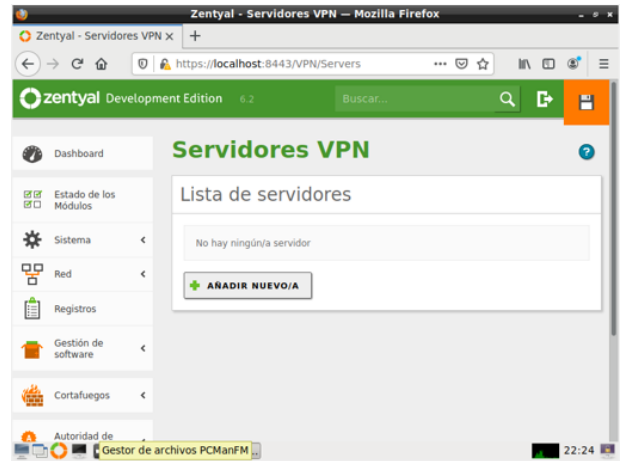 Zentyal - Servidores VPN — Mozilla Firefox
Zentyal - Servidores VPN
https://localhost:8443/VPN/Servers
zentyal Development Edition 6.2 Buscar...
Dashboard
Estado de los
Módulos
Sistema
Red
Registros
Gestión de
software
Cortafuegos
Autoridad de
Servidores VPN
Lista de servidores
No hay ningún/a servidor
AÑADIR NUEVO/A
Gestor de archivos PCManFM
22:24